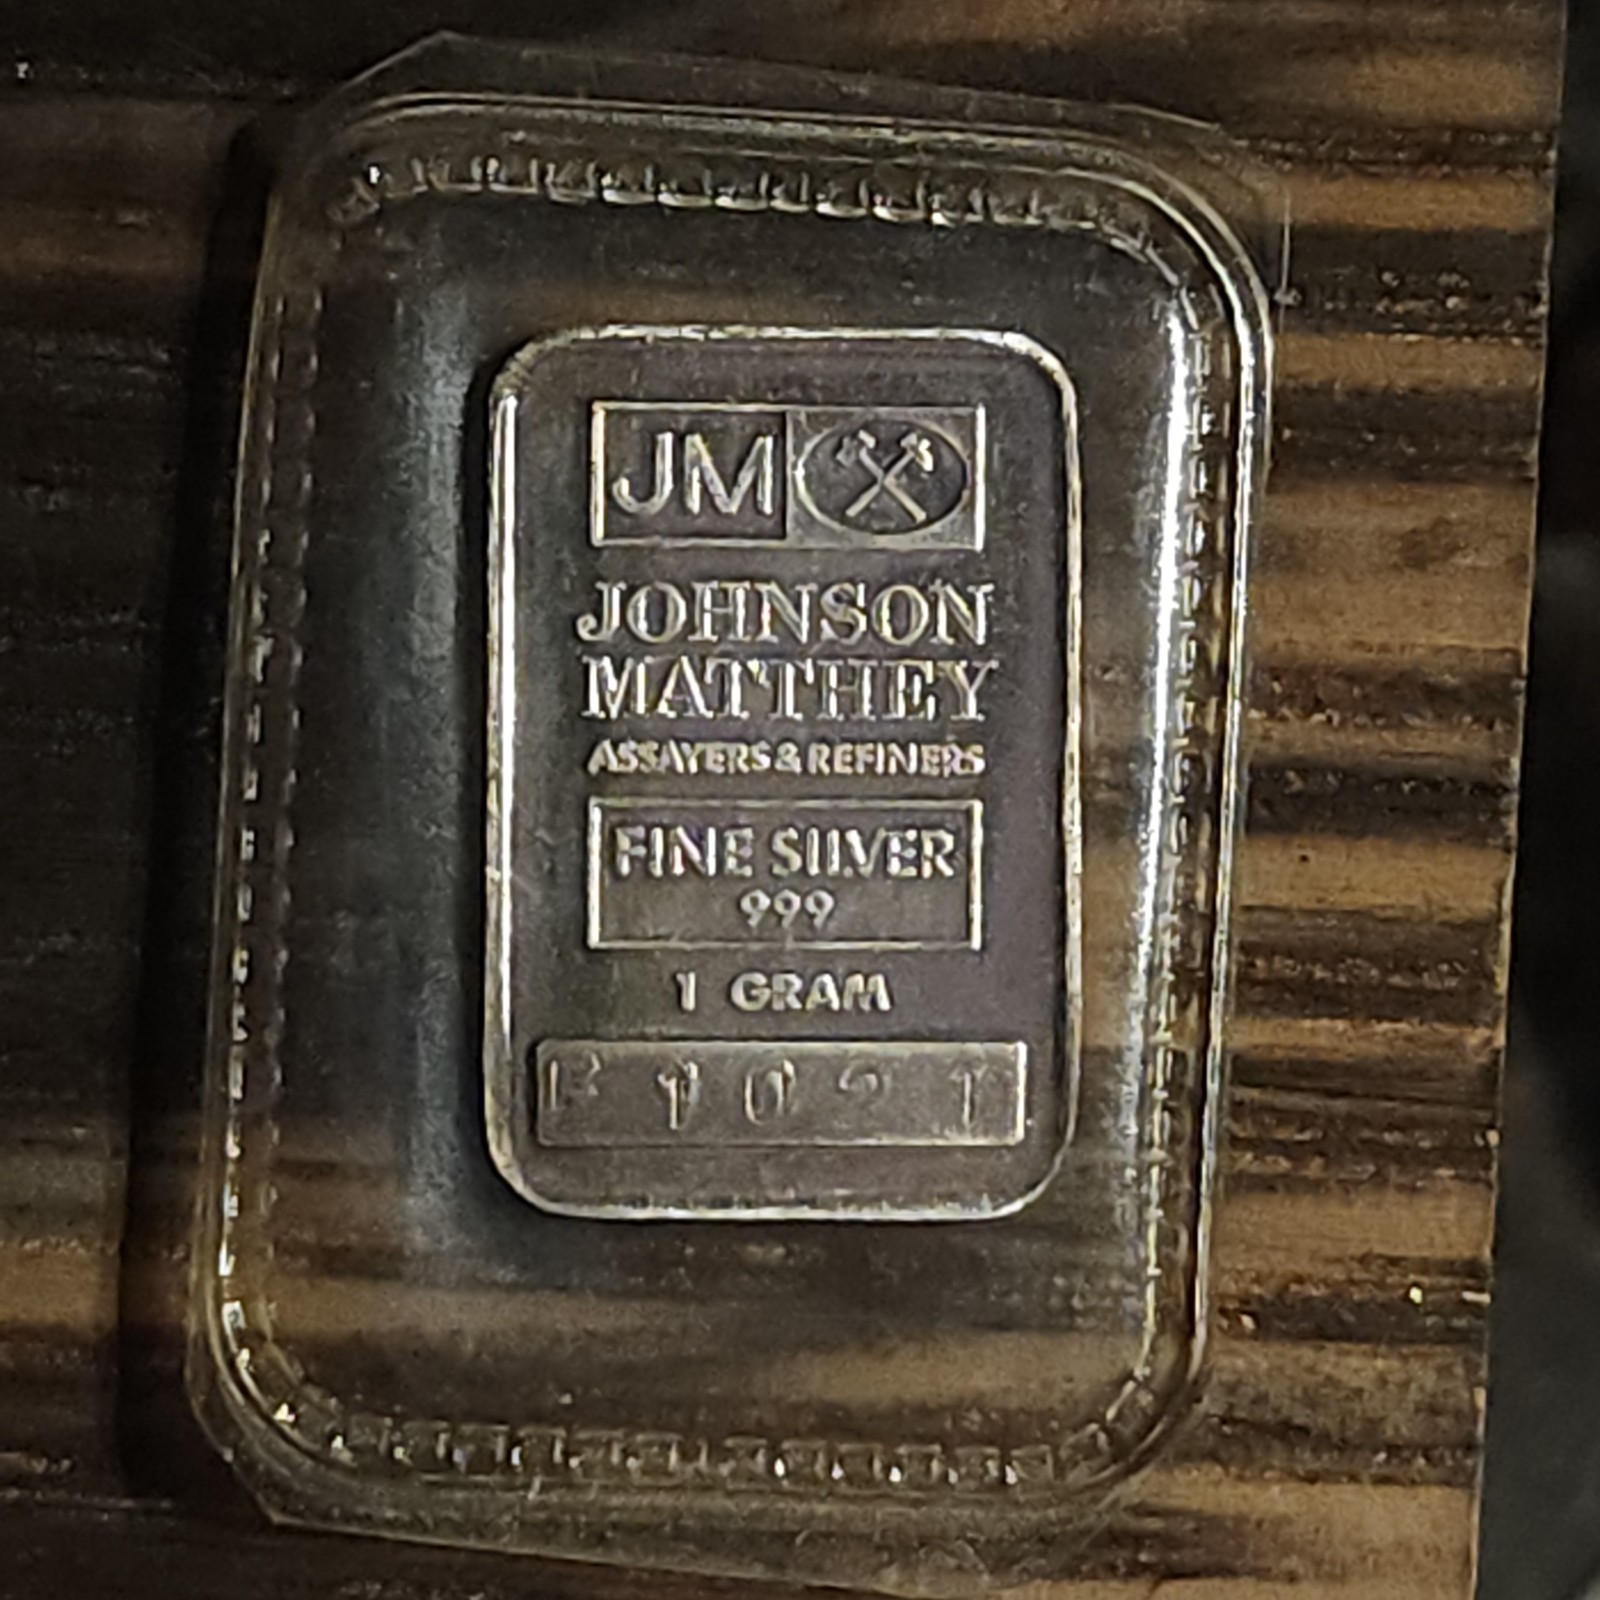 JM
JOHNSON
MATTHEY
ASSAYERS & REFINERS
FINE SILVER
999
1 GRAM